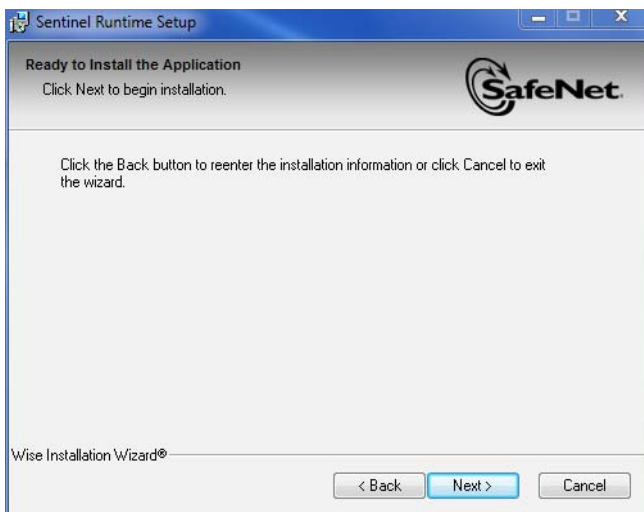 Sentinel Runtime Setup
Ready to Install the Application
Click Next to begin installation.
SafeNet.
Click the Back button to reenter the installation information or click Cancel to exit
the wizard.
Wise Installation Wizard®
< Back
Next >
Cancel